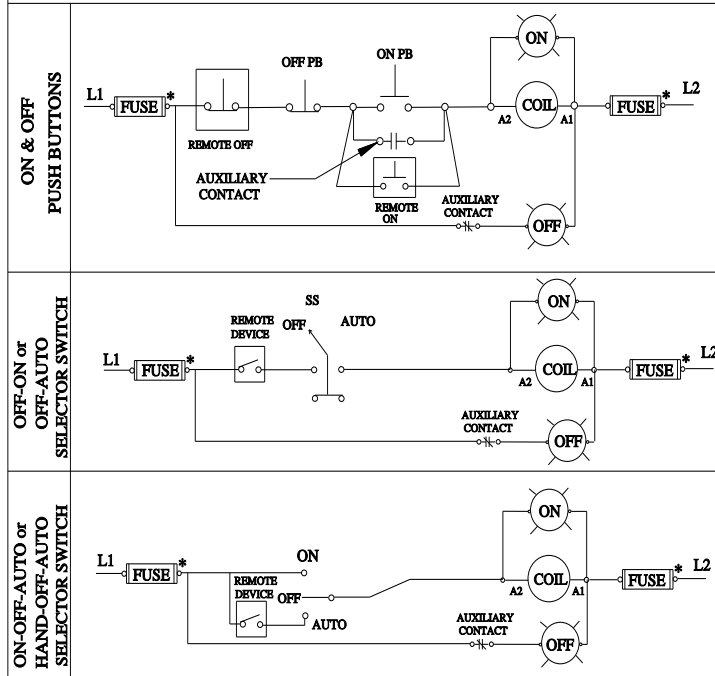 ON & OFF
PUSH BUTTONS
L1
FUSE
*
REMOTE OFF
OFF PB
ON PB
AUXILIARY
CONTACT
REMOTE
ON
AUXILIARY
CONTACT
ON
A2
COIL
A1
OFF
FUSE
*
L2
OFF-ON or
OFF-AUTO
SELECTOR SWITCH
L1
FUSE
*
REMOTE
DEVICE
SS
OFF
AUTO
AUXILIARY
CONTACT
ON
A2
COIL
A1
OFF
FUSE
*
L2
ON-OFF-AUTO or
HAND-OFF-AUTO
SELECTOR SWITCH
L1
FUSE
*
REMOTE
DEVICE
ON
OFF
AUTO
AUXILIARY
CONTACT
ON
A2
COIL
A1
OFF
FUSE
*
L2